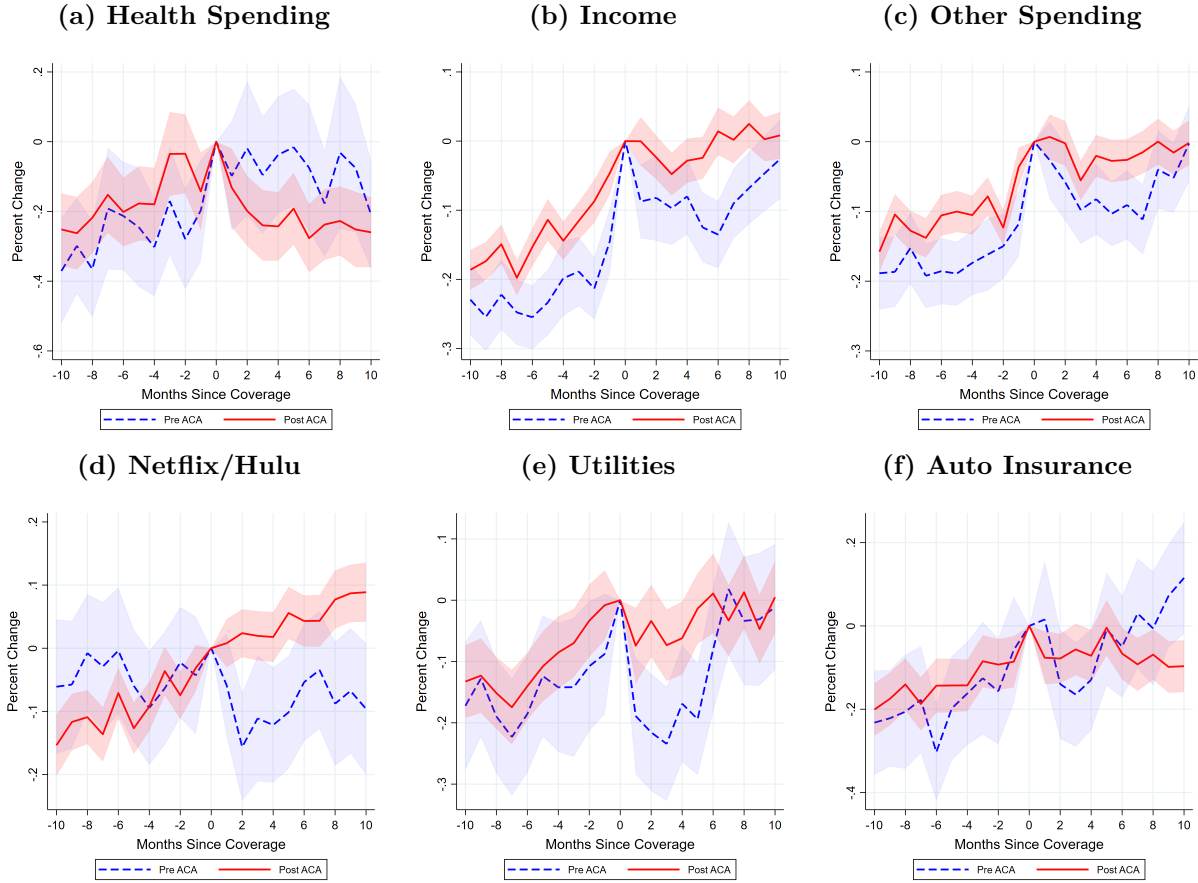 (a) Health Spending
(b) Income
(c) Other Spending
Percent Change
.2
0
-.2
-.4
-.6
-10 -8 -6 -4 -2 0 2 4 6 8 10
Months Since Coverage
Pre ACA Post ACA
Percent Change
.1
0
-.1
-.2
-.3
-10 -8 -6 -4 -2 0 2 4 6 8 10
Months Since Coverage
Pre ACA Post ACA
Percent Change
.1
0
-.1
-.2
-.3
-10 -8 -6 -4 -2 0 2 4 6 8 10
Months Since Coverage
Pre ACA Post ACA
(d) Netflix/Hulu
(e) Utilities
(f) Auto Insurance
Percent Change
.2
.1
0
-.1
-.2
-10 -8 -6 -4 -2 0 2 4 6 8 10
Months Since Coverage
Pre ACA Post ACA
Percent Change
.1
0
-.1
-.2
-.3
-10 -8 -6 -4 -2 0 2 4 6 8 10
Months Since Coverage
Pre ACA Post ACA
Percent Change
.2
0
-.2
-.4
-10 -8 -6 -4 -2 0 2 4 6 8 10
Months Since Coverage
Pre ACA Post ACA